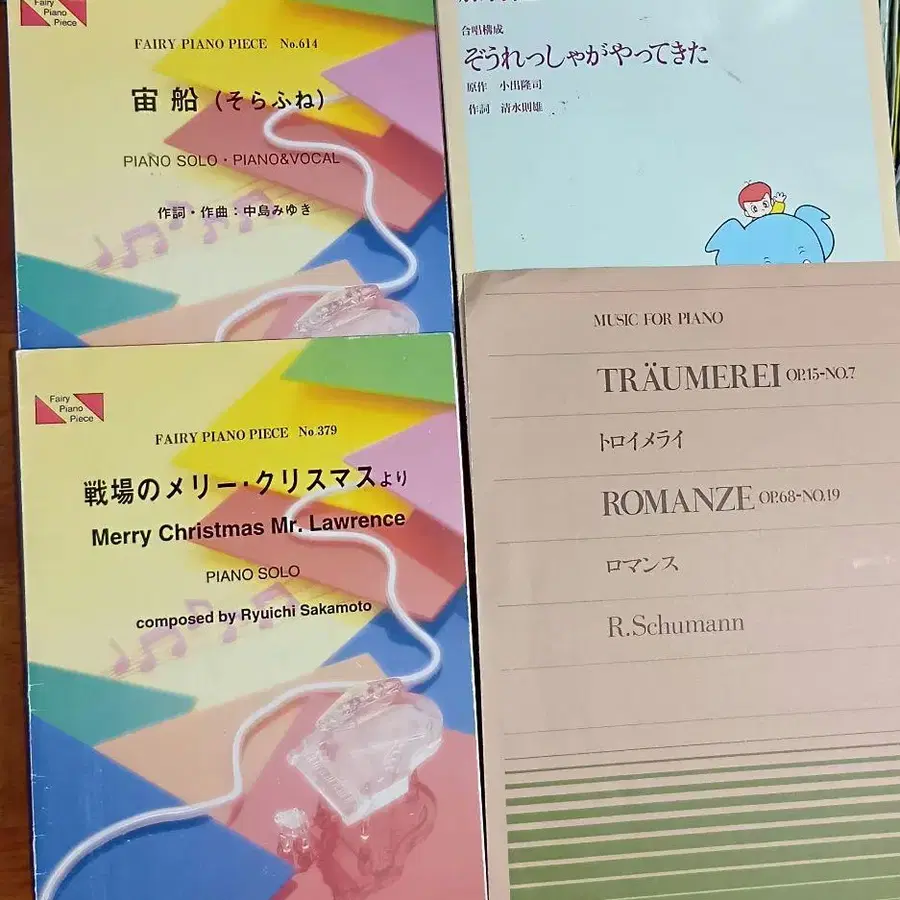 Fairy
Piano
Piece
FAIRY PIANO PIECE No.614
宙船(そらふね)
PIANO SOLO・PIANO&VOCAL
作詞・作曲:中島みゆき
合唱構成
ぞうれっしゃがやってきた
原作 小出隆司
作詞 清水則雄
Fairy
Piano
Piece
FAIRY PIANO PIECE No.379
戦場のメリー・クリスマスより
Merry Christmas Mr. Lawrence
PIANO SOLO
composed by Ryuichi Sakamoto
MUSIC FOR PIANO
TRÄUMEREI OP.15-NO.7
トロイメライ
ROMANZE OP.68-NO.19
ロマンス
R.Schumann